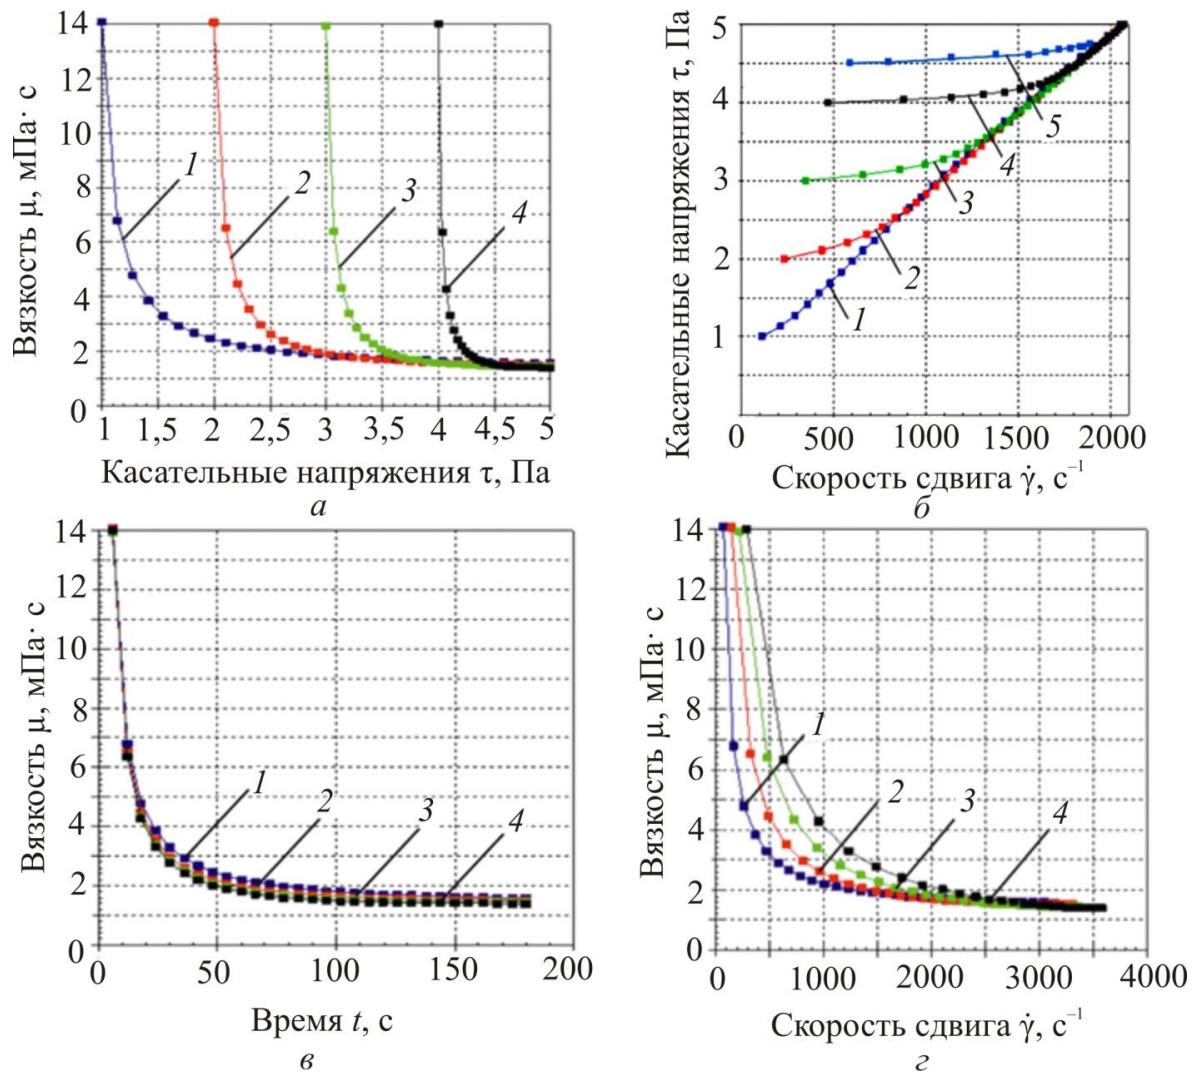 Вязкость μ, мПа· с
14
12
10
8
6
4
2
0
1
2
3
4
1 1,5 2 2,5 3 3,5 4 4,5 5
Касательные напряжения τ, Па
а
Касательные напряжения τ, Па
5
4
3
2
1
5
4
3
2
1
0 500 1000 1500 2000
Скорость сдвига γ̇, с⁻¹
б
Вязкость μ, мПа· с
14
12
10
8
6
4
2
0
1
2
3
4
0 50 100 150 200
Время t, с
в
Вязкость μ, мПа· с
14
12
10
8
6
4
2
0
1
2
3
4
0 1000 2000 3000 4000
Скорость сдвига γ̇, с⁻¹
г